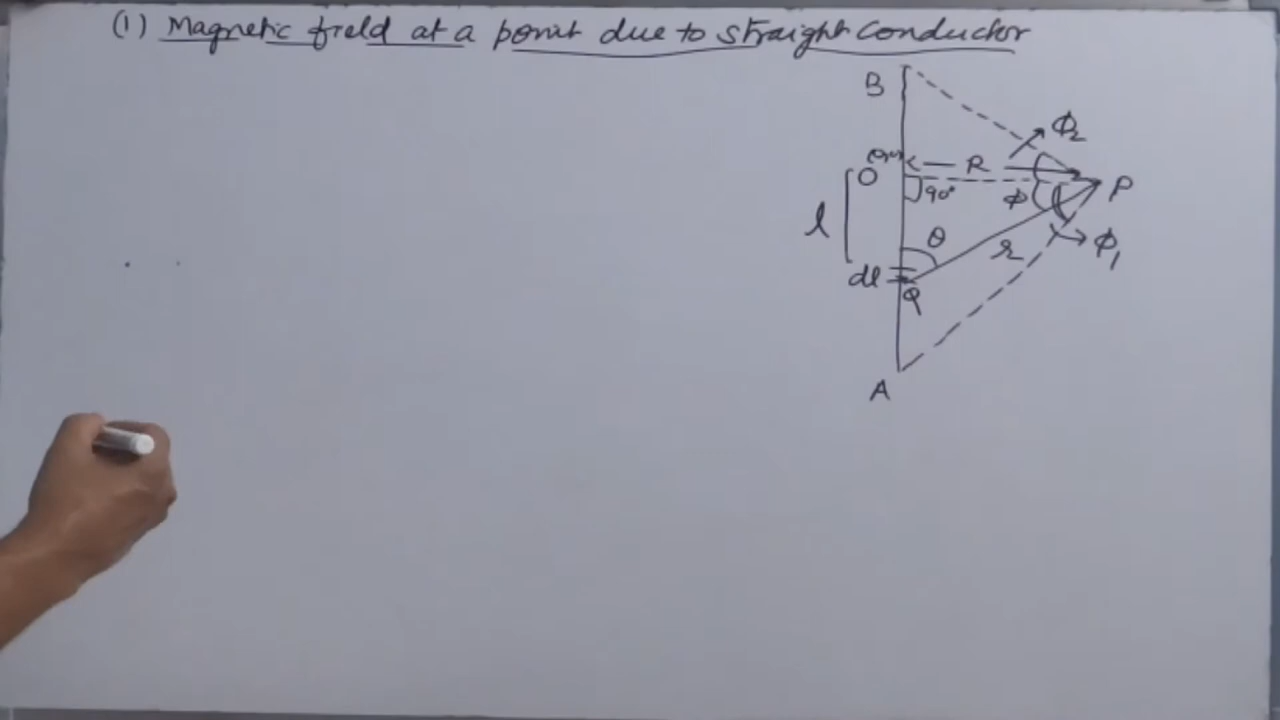 (1) Magnetic field at a point due to straight conductor
B
Φ2
R
O
90°
Φ
P
l
θ
r
Φ1
dl
Q
A